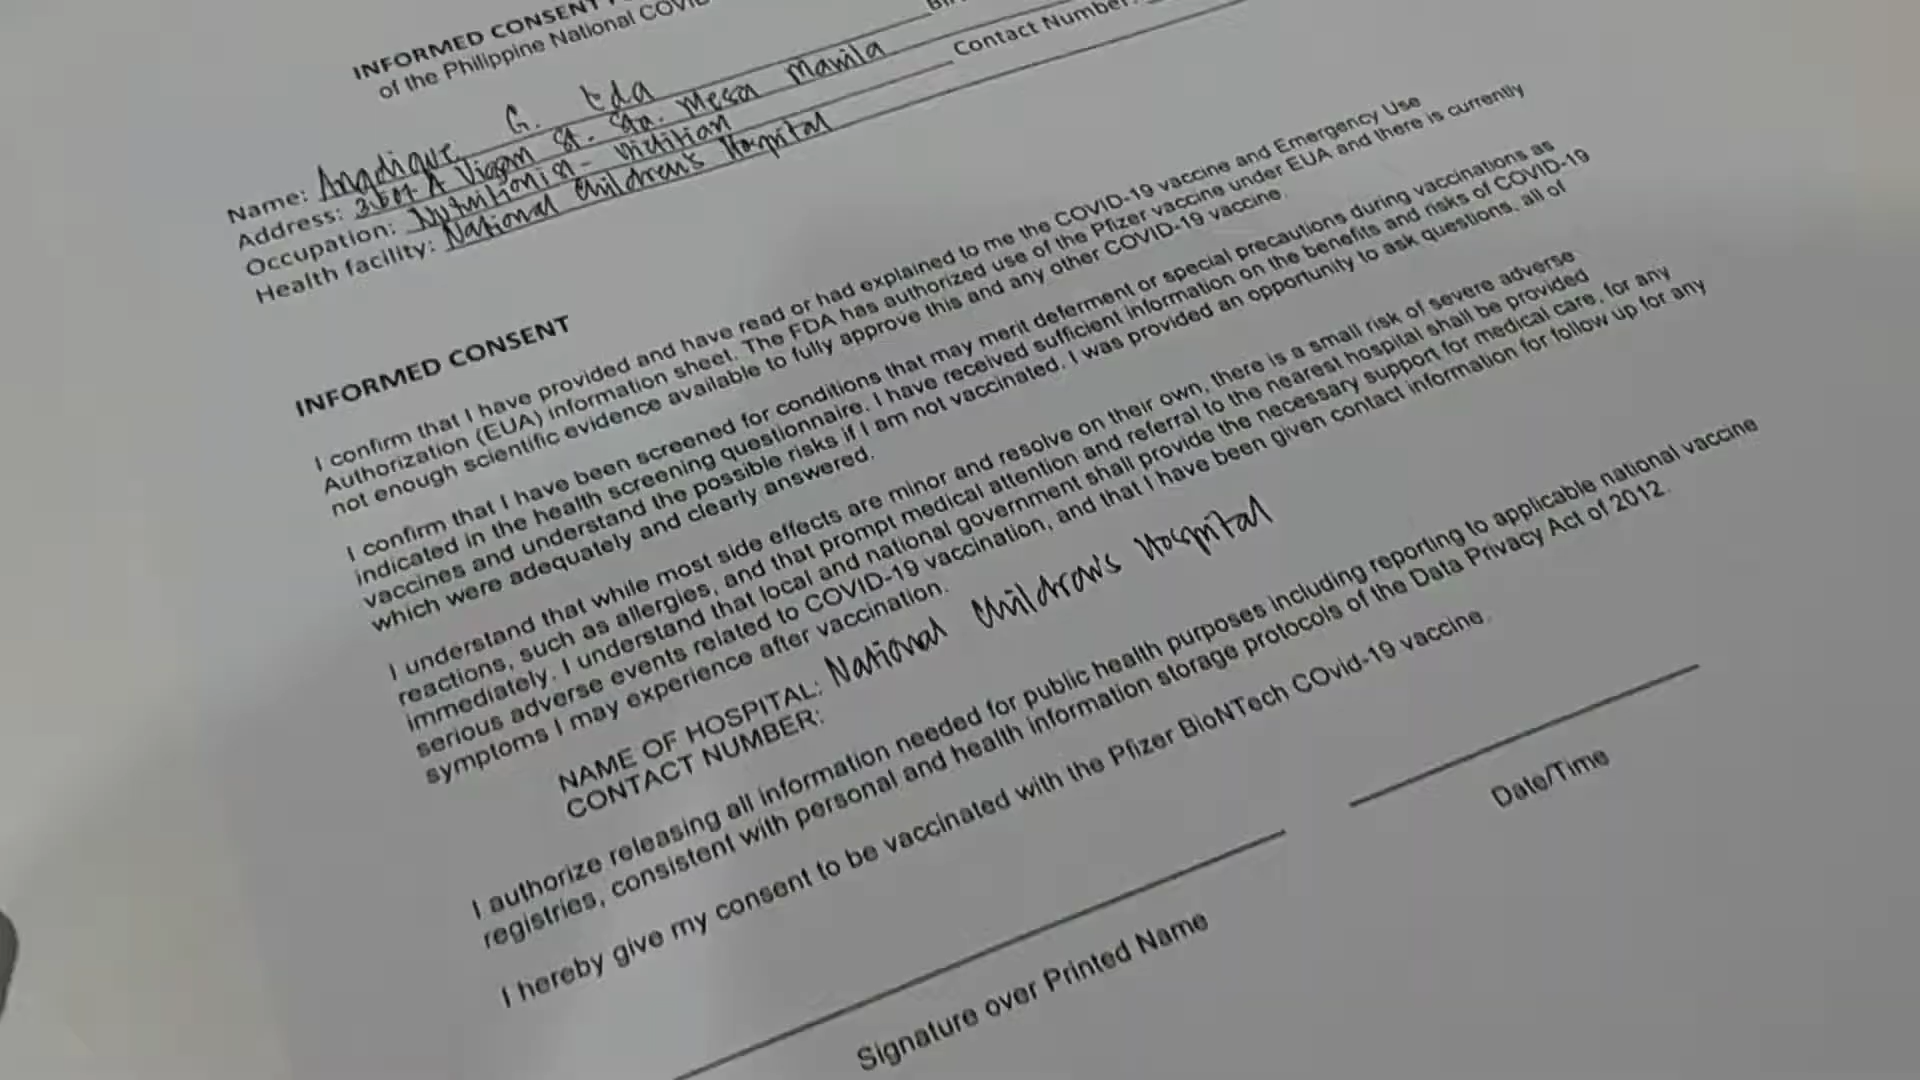 INFORMED CONSENT
of the Philippine National COVID
Name: Angelique G. Eda
Address: Vigan St. Sta. Mesa Manila
Contact Number:
Occupation: Nutritionist - Dietitian
Health facility: National Children's Hospital
INFORMED CONSENT
I confirm that I have provided and have read or had explained to me the COVID-19 vaccine and Emergency Use
Authorization (EUA) information sheet. The FDA has authorized use of the Pfizer vaccine under EUA and there is currently
not enough scientific evidence available to fully approve this and any other COVID-19 vaccine.
I confirm that I have been screened for conditions that may merit deferment or special precautions during vaccinations as
indicated in the health screening questionnaire. I have received sufficient information on the benefits and risks of COVID-19
vaccines and understand the possible risks if I am not vaccinated. I was provided an opportunity to ask questions, all of
which were adequately and clearly answered.
I understand that while most side effects are minor and resolve on their own, there is a small risk of severe adverse
reactions, such as allergies, and that prompt medical attention and referral to the nearest hospital shall be provided
immediately. I understand that local and national government shall provide the necessary support for medical care, for any
serious adverse events related to COVID-19 vaccination, and that I have been given contact information for follow up for any
symptoms I may experience after vaccination.
NAME OF HOSPITAL: National Children's Hospital
CONTACT NUMBER:
I authorize releasing all information needed for public health purposes including reporting to applicable national vaccine
registries, consistent with personal and health information storage protocols of the Data Privacy Act of 2012.
I hereby give my consent to be vaccinated with the Pfizer BioNTech COvid-19 vaccine.
Signature over Printed Name
Date/Time